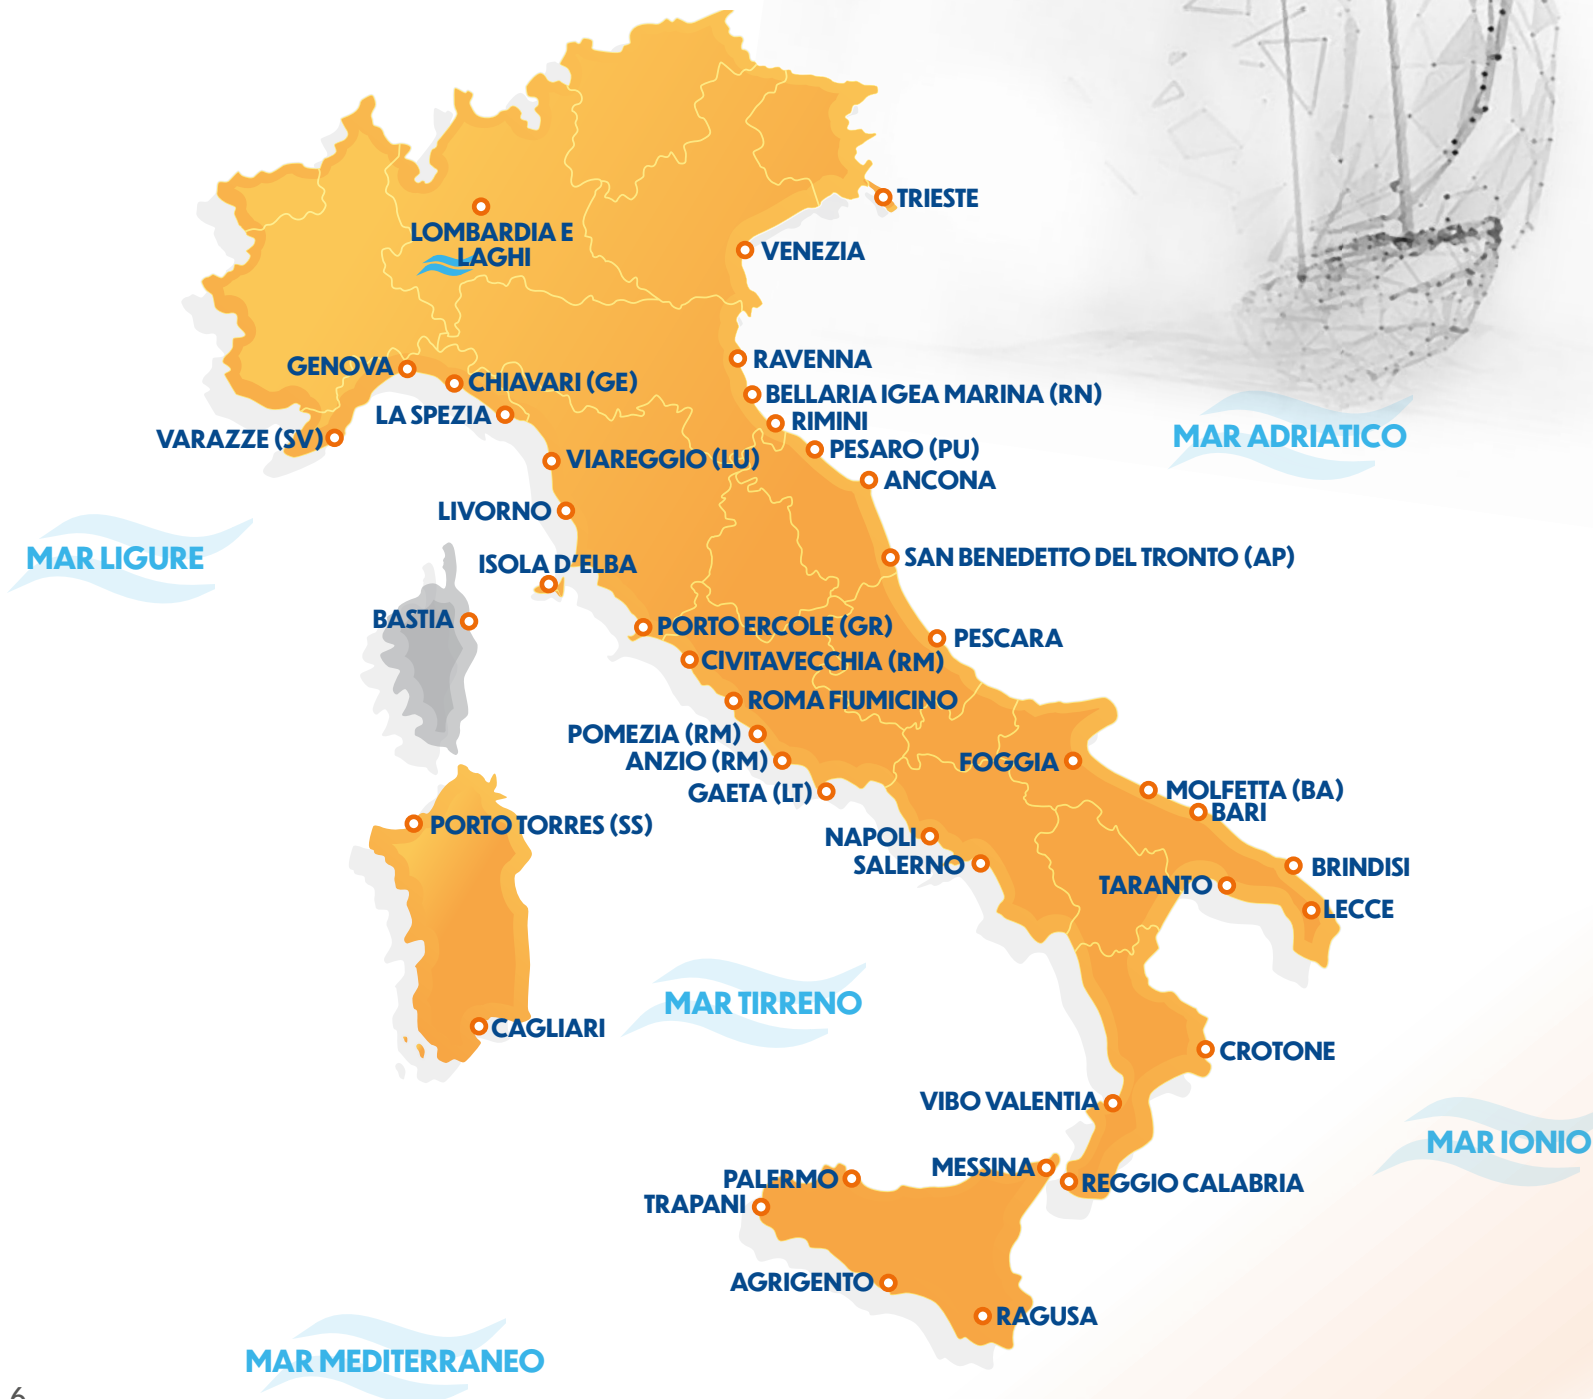 TRIESTE
LOMBARDIA E
LAGHI
VENEZIA
RAVENNA
GENOVA
CHIAVARI (GE)
BELLARIA IGEA MARINA (RN)
LA SPEZIA
RIMINI
VARAZZE (SV)
MAR ADRIATICO
PESARO (PU)
VIAREGGIO (LU)
ANCONA
LIVORNO
MAR LIGURE
SAN BENEDETTO DEL TRONTO (AP)
ISOLA D'ELBA
BASTIA
PORTO ERCOLE (GR)
PESCARA
CIVITAVECCHIA (RM)
ROMA FIUMICINO
POMEZIA (RM)
ANZIO (RM)
FOGGIA
GAETA (LT)
MOLFETTA (BA)
BARI
PORTO TORRES (SS)
NAPOLI
SALERNO
BRINDISI
TARANTO
LECCE
MAR TIRRENO
CAGLIARI
CROTONE
VIBO VALENTIA
MAR IONIO
MESSINA
PALERMO
REGGIO CALABRIA
TRAPANI
AGRIGENTO
RAGUSA
MAR MEDITERRANEO
6